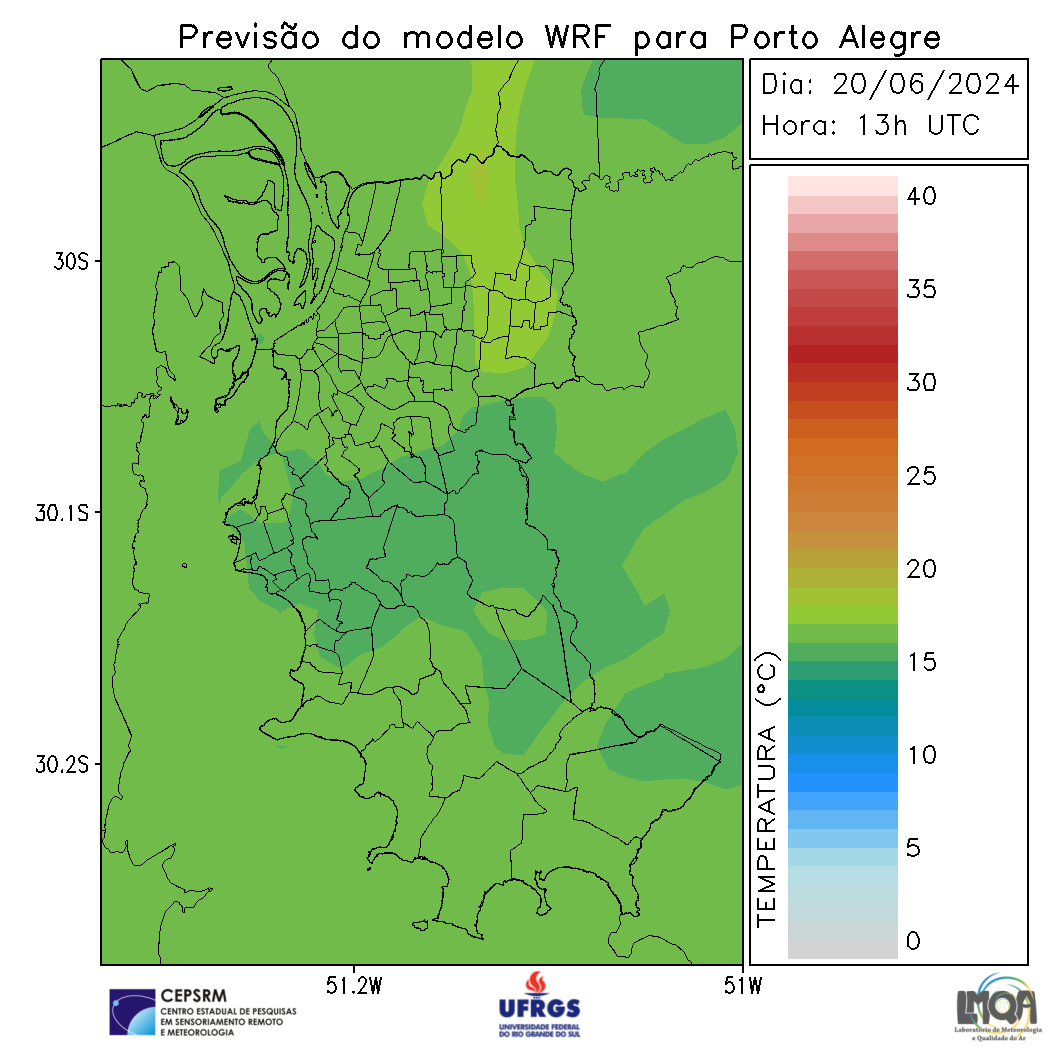 Previsão do modelo WRF para Porto Alegre
Dia: 20/06/2024
Hora: 13h UTC
40
35
30
25
20
15
10
5
0
TEMPERATURA (°C)
30S
30.1S
30.2S
51.2W
51W
CEPSRM
CENTRO ESTADUAL DE PESQUISAS
EM SENSORIAMENTO REMOTO
E METEOROLOGIA
UFRGS
UNIVERSIDADE FEDERAL
DO RIO GRANDE DO SUL
LMQA
Laboratório de Meteorologia
e Qualidade do Ar